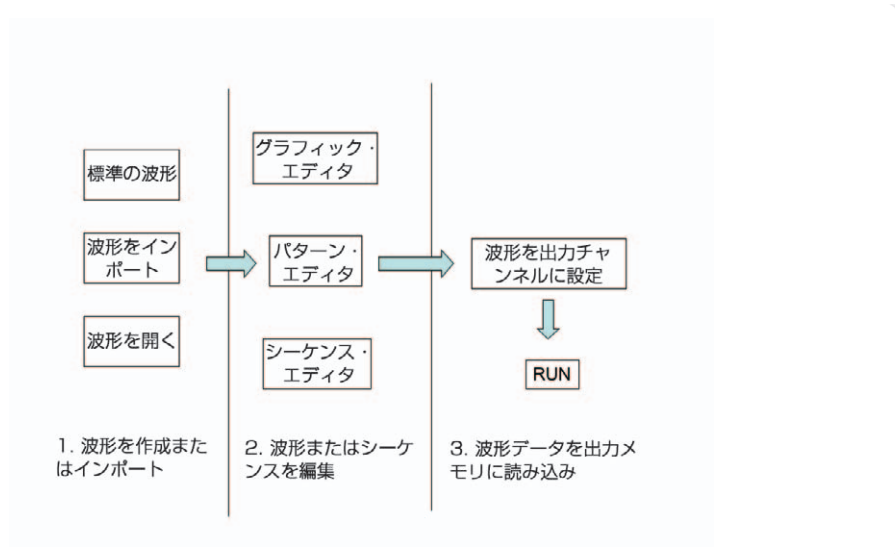 標準の波形
波形をイン
ポート
波形を開く
グラフィック・
エディタ
パターン・
エディタ
シーケンス・
エディタ
波形を出力チャ
ンネルに設定
RUN
1. 波形を作成また
はインポート
2. 波形またはシーケ
ンスを編集
3. 波形データを出力メ
モリに読み込み